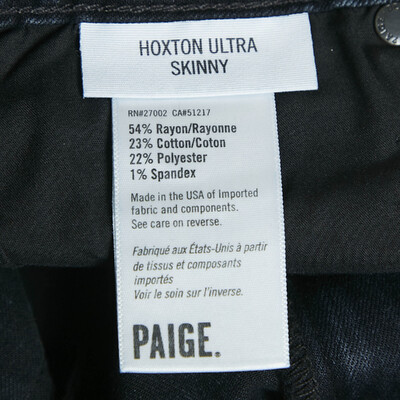 HOXTON ULTRA
SKINNY
RN#27002 CA#51217
54% Rayon/Rayonne
23% Cotton/Coton
22% Polyester
1% Spandex
Made in the USA of Imported
fabric and components.
See care on reverse.
Fabriqué aux États-Unis à partir
de tissus et composants
importés
Voir le soin sur l'inverse.
PAIGE.